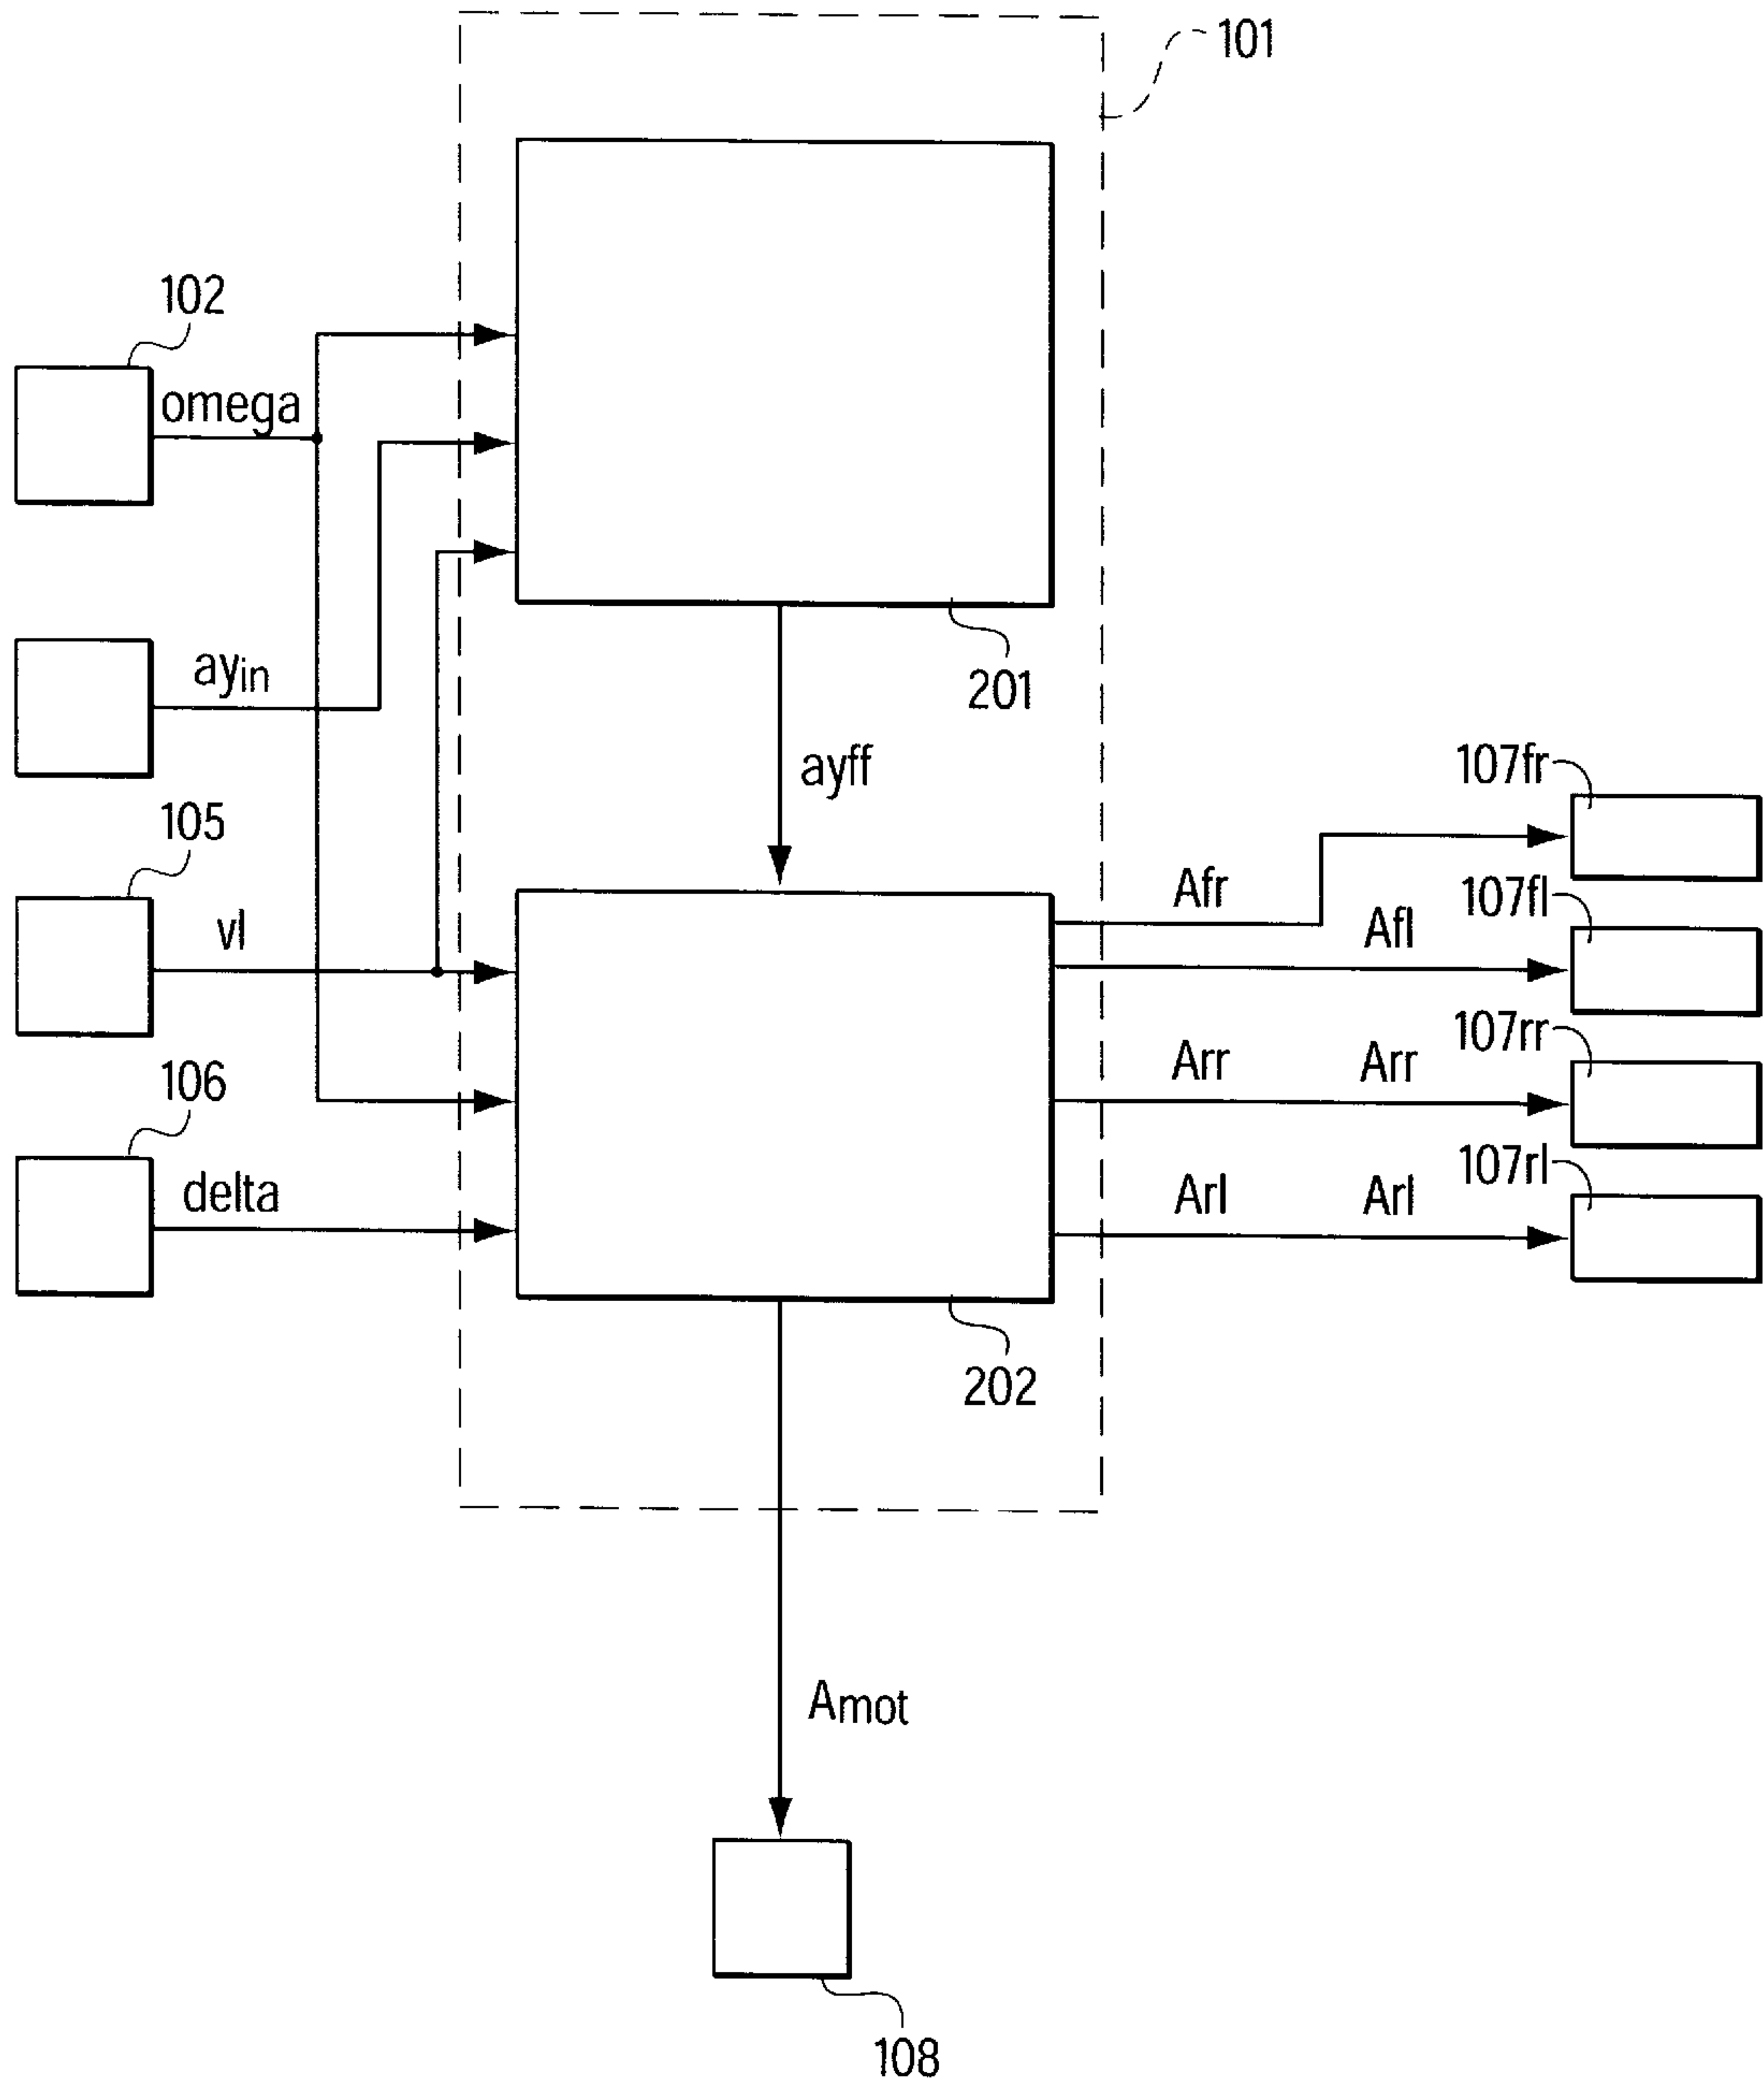 101
102
omega
ayin
201
105
ayff
107fr
vl
Afr
107fl
Afl
106
107rr
Arr Arr
delta
107rl
Arl Arl
202
Amot
108